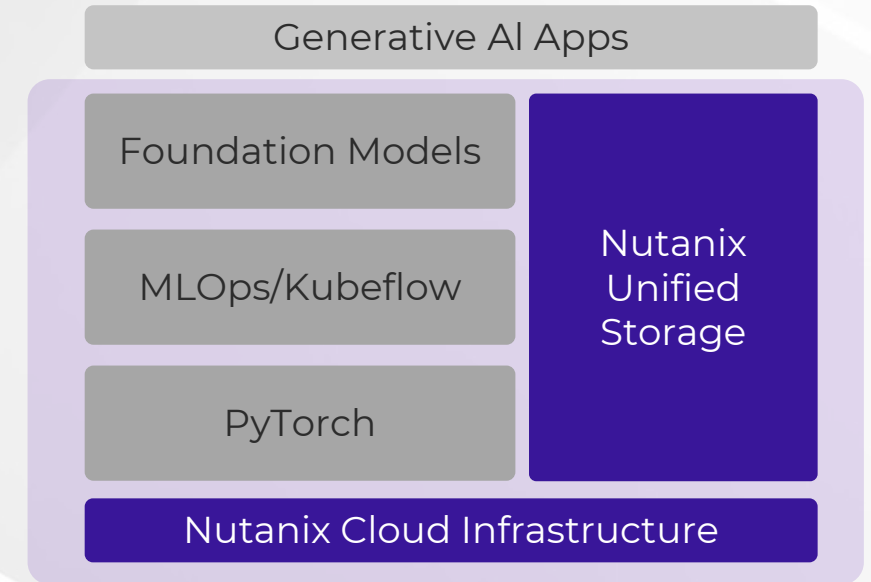 Generative AI Apps
Foundation Models
MLOps/Kubeflow
PyTorch
Nutanix
Unified
Storage
Nutanix Cloud Infrastructure